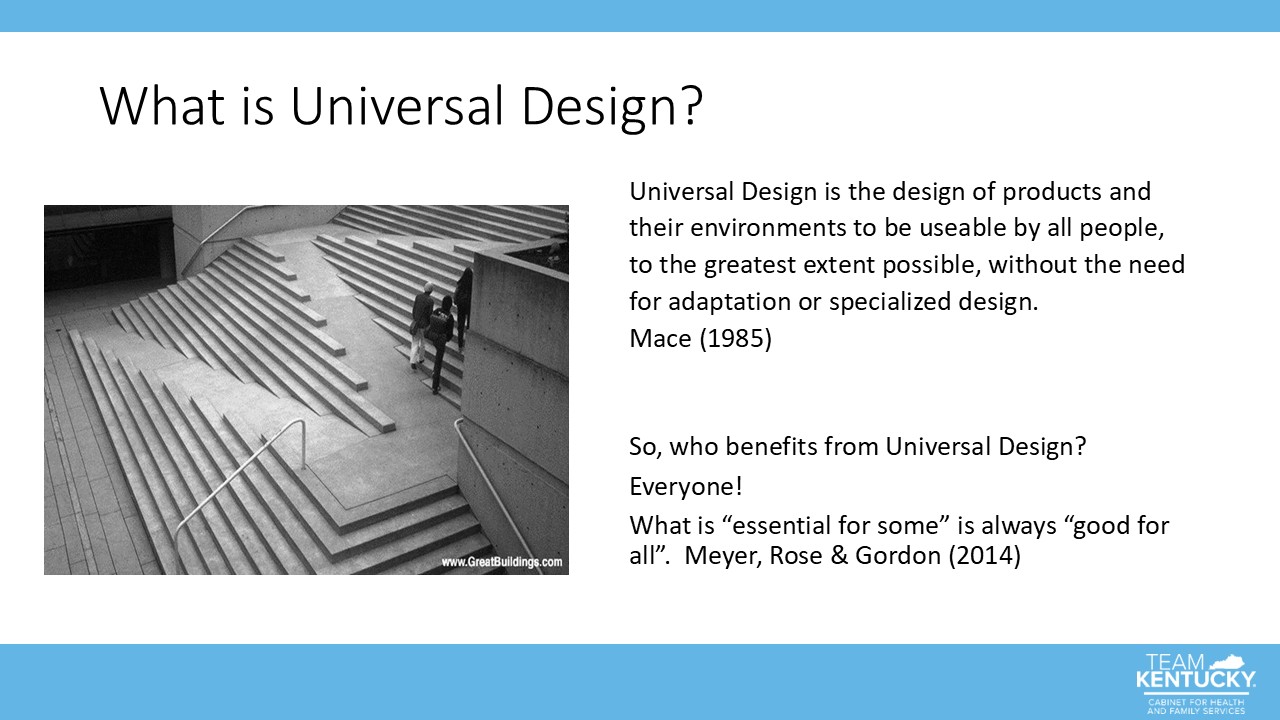 What is Universal Design?
Universal Design is the design of products and
their environments to be useable by all people,
to the greatest extent possible, without the need
for adaptation or specialized design.
Mace (1985)
So, who benefits from Universal Design?
Everyone!
What is “essential for some” is always “good for
all”.  Meyer, Rose & Gordon (2014)
www.GreatBuildings.com
TEAM
KENTUCKY.
CABINET FOR HEALTH
AND FAMILY SERVICES